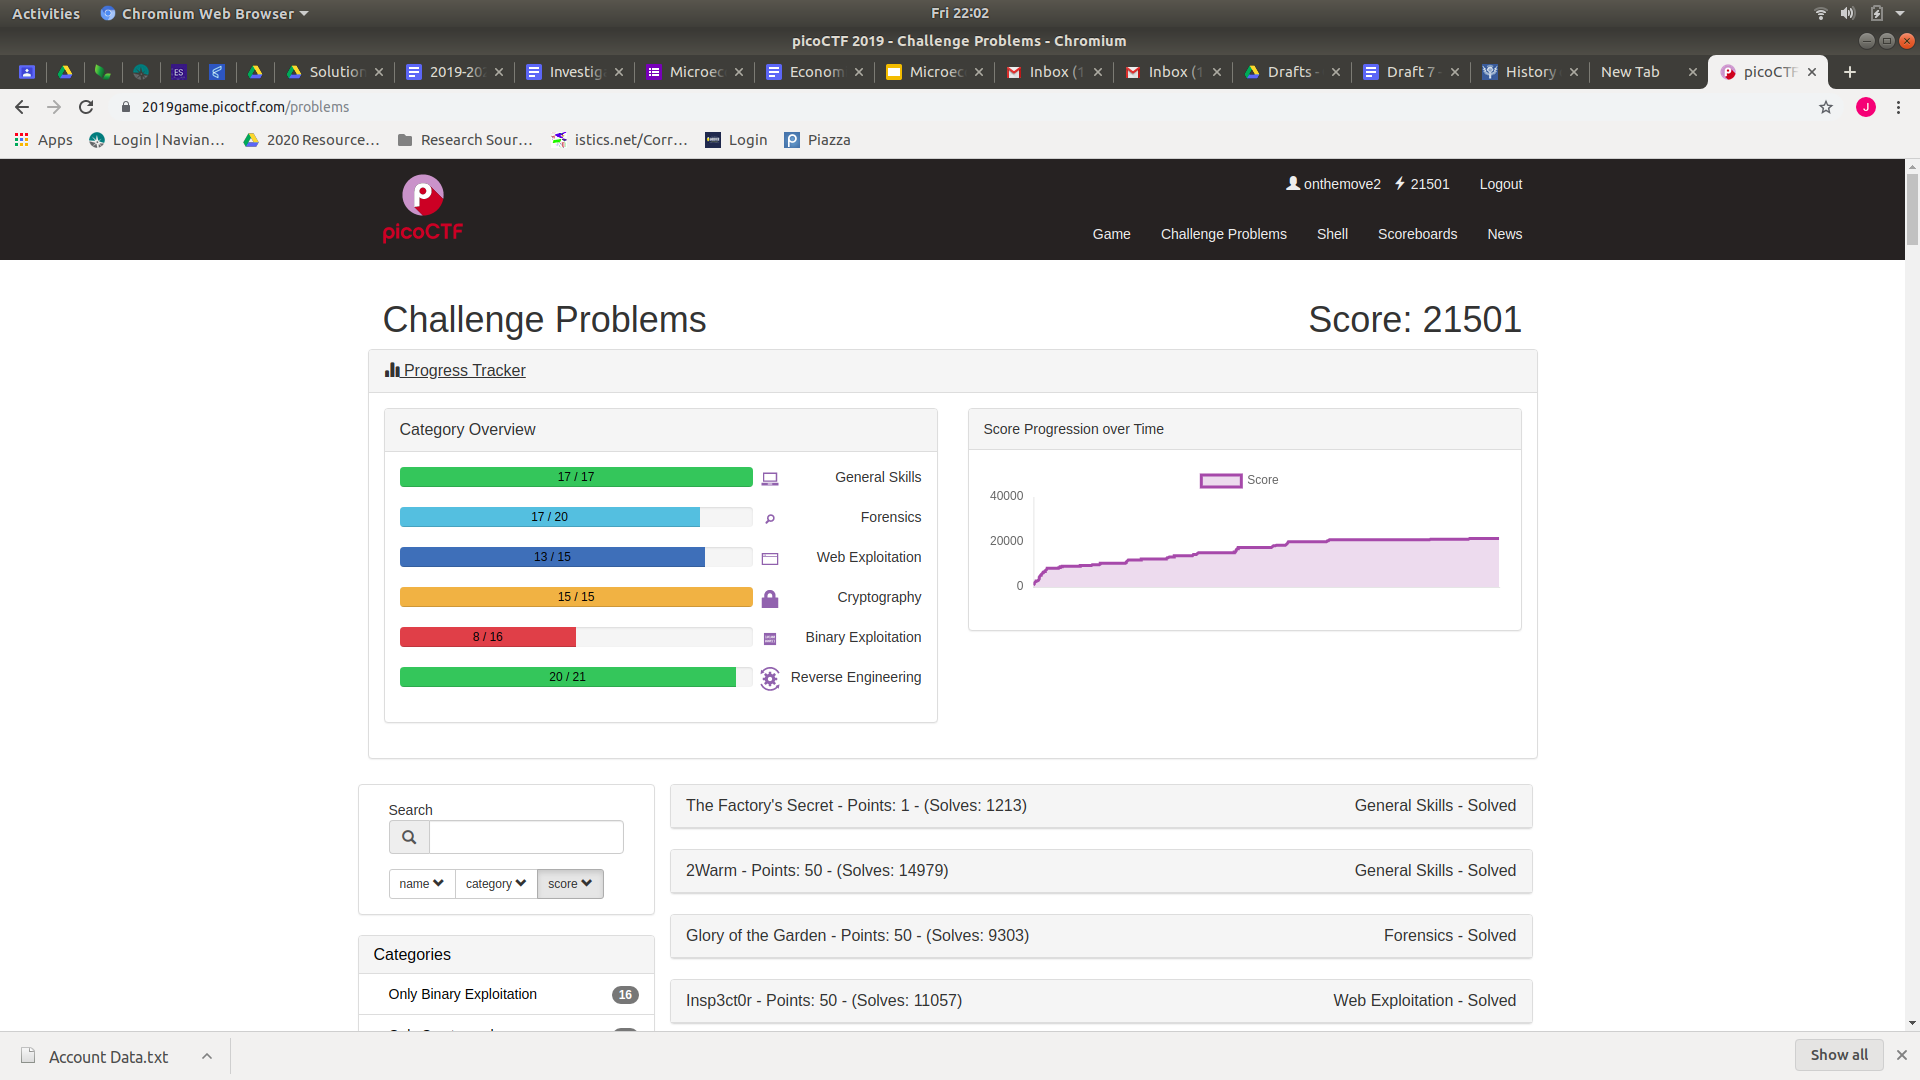 Activities Chromium Web Browser Fri 22:02
picoCTF 2019 - Challenge Problems - Chromium
ES Solution 2019-20 Investig Microec Econom Microec Inbox (1 Inbox (1 Drafts - Draft 7 - History New Tab picoCTF
2019game.picoctf.com/problems J
Apps Login | Navian... 2020 Resource... Research Sour... istics.net/Corr... Login Piazza
picoCTF
onthemove2 21501 Logout
Game Challenge Problems Shell Scoreboards News
Challenge Problems Score: 21501
Progress Tracker
Category Overview
17 / 17 General Skills
17 / 20 Forensics
13 / 15 Web Exploitation
15 / 15 Cryptography
8 / 16 Binary Exploitation
20 / 21 Reverse Engineering
Score Progression over Time
Score
40000
20000
0
Search
name category score
Categories
Only Binary Exploitation 16
The Factory's Secret - Points: 1 - (Solves: 1213) General Skills - Solved
2Warm - Points: 50 - (Solves: 14979) General Skills - Solved
Glory of the Garden - Points: 50 - (Solves: 9303) Forensics - Solved
Insp3ct0r - Points: 50 - (Solves: 11057) Web Exploitation - Solved
Account Data.txt Show all